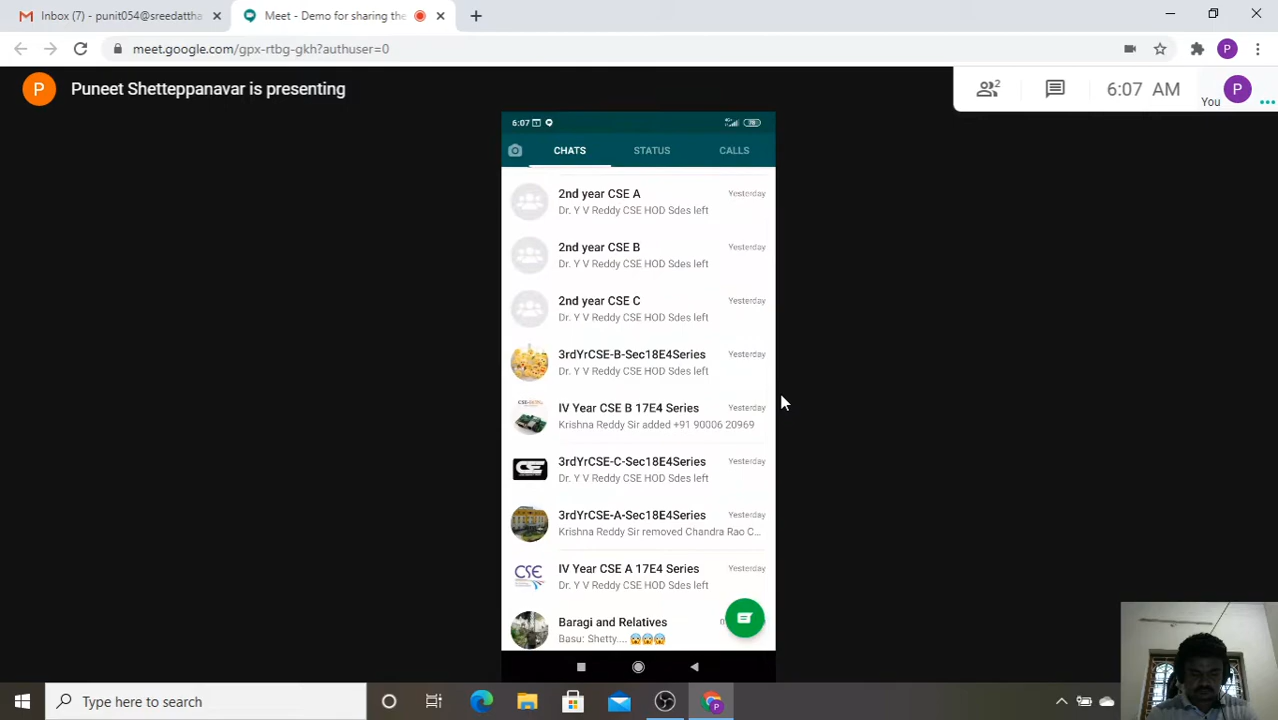 Inbox (7) - punit054@sreedattha
Meet - Demo for sharing the
meet.google.com/gpx-rtbg-gkh?authuser=0
P
P
Puneet Shetteppanavar is presenting
2
6:07 AM
You
P
6:07
CHATS
STATUS
CALLS
2nd year CSE A
Yesterday
Dr. Y V Reddy CSE HOD Sdes left
2nd year CSE B
Yesterday
Dr. Y V Reddy CSE HOD Sdes left
2nd year CSE C
Yesterday
Dr. Y V Reddy CSE HOD Sdes left
3rdYrCSE-B-Sec18E4Series
Yesterday
Dr. Y V Reddy CSE HOD Sdes left
IV Year CSE B 17E4 Series
Yesterday
Krishna Reddy Sir added +91 90006 20969
CSE
3rdYrCSE-C-Sec18E4Series
Yesterday
Dr. Y V Reddy CSE HOD Sdes left
3rdYrCSE-A-Sec18E4Series
Yesterday
Krishna Reddy Sir removed Chandra Rao C...
CSE
IV Year CSE A 17E4 Series
Yesterday
Dr. Y V Reddy CSE HOD Sdes left
Baragi and Relatives
Basu: Shetty.... 😱😱😱
Type here to search